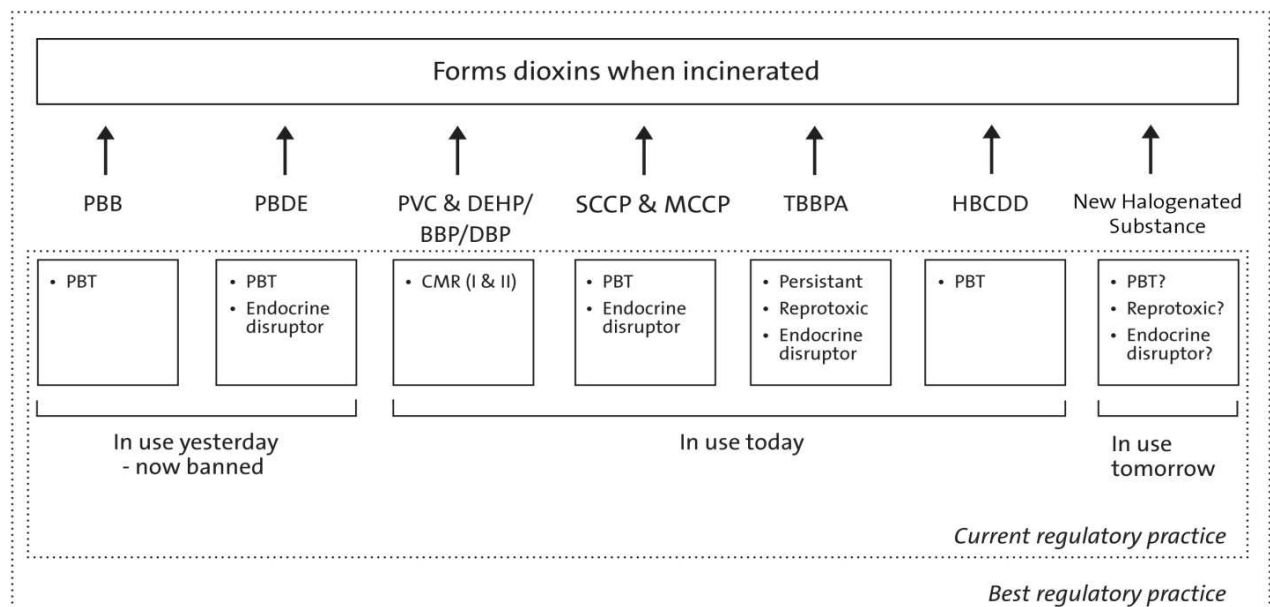 Forms dioxins when incinerated
PBB
PBDE
PVC & DEHP/
BBP/DBP
SCCP & MCCP
TBBPA
HBCDD
New Halogenated
Substance
• PBT
• PBT
• Endocrine
disruptor
• CMR (I & II)
• PBT
• Endocrine
disruptor
• Persistant
• Reprotoxic
• Endocrine
disruptor
• PBT
• PBT?
• Reprotoxic?
• Endocrine
disruptor?
In use yesterday
- now banned
In use today
In use
tomorrow
Current regulatory practice
Best regulatory practice